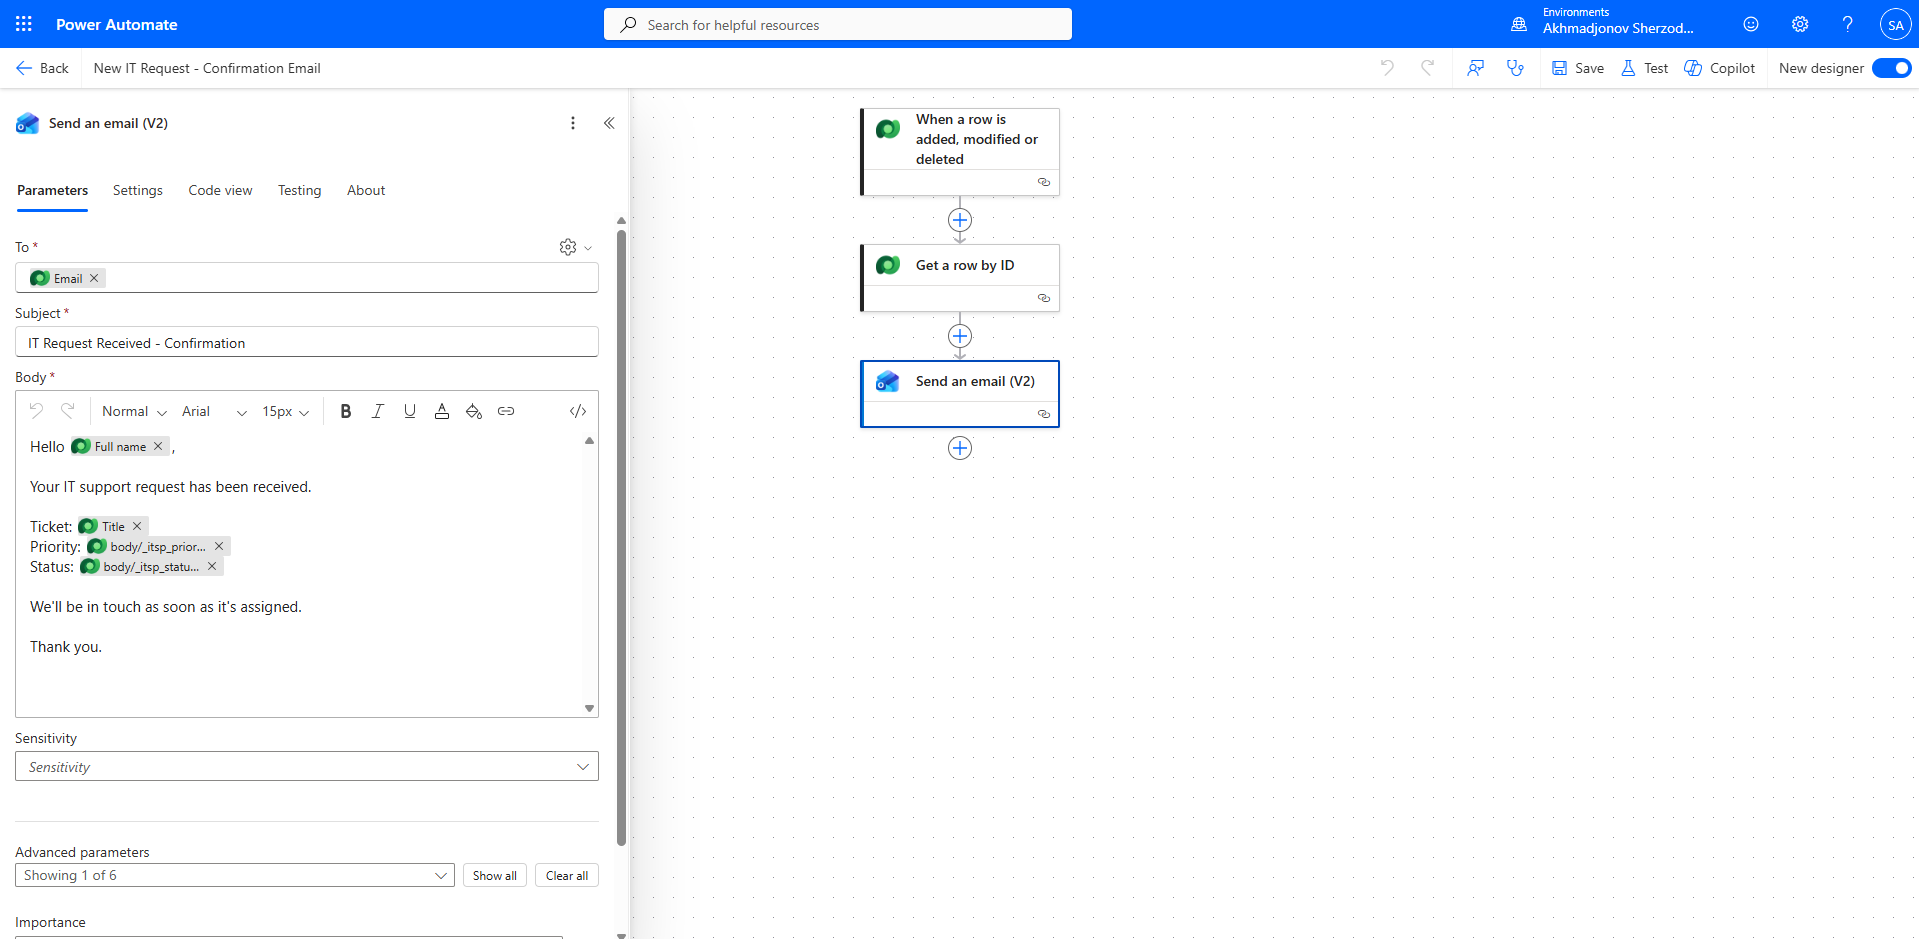 Power Automate
Search for helpful resources
Environments
Akhmadjonov Sherzod...
SA
Back
New IT Request - Confirmation Email
Save
Test
Copilot
New designer
Send an email (V2)
Parameters
Settings
Code view
Testing
About
To *
Email
Subject *
IT Request Received - Confirmation
Body *
Normal
Arial
15px
Hello Full name ,
Your IT support request has been received.
Ticket: Title
Priority: body/_itsp_prior...
Status: body/_itsp_statu...
We'll be in touch as soon as it's assigned.
Thank you.
Sensitivity
Sensitivity
Advanced parameters
Showing 1 of 6
Show all
Clear all
Importance
When a row is
added, modified or
deleted
Get a row by ID
Send an email (V2)